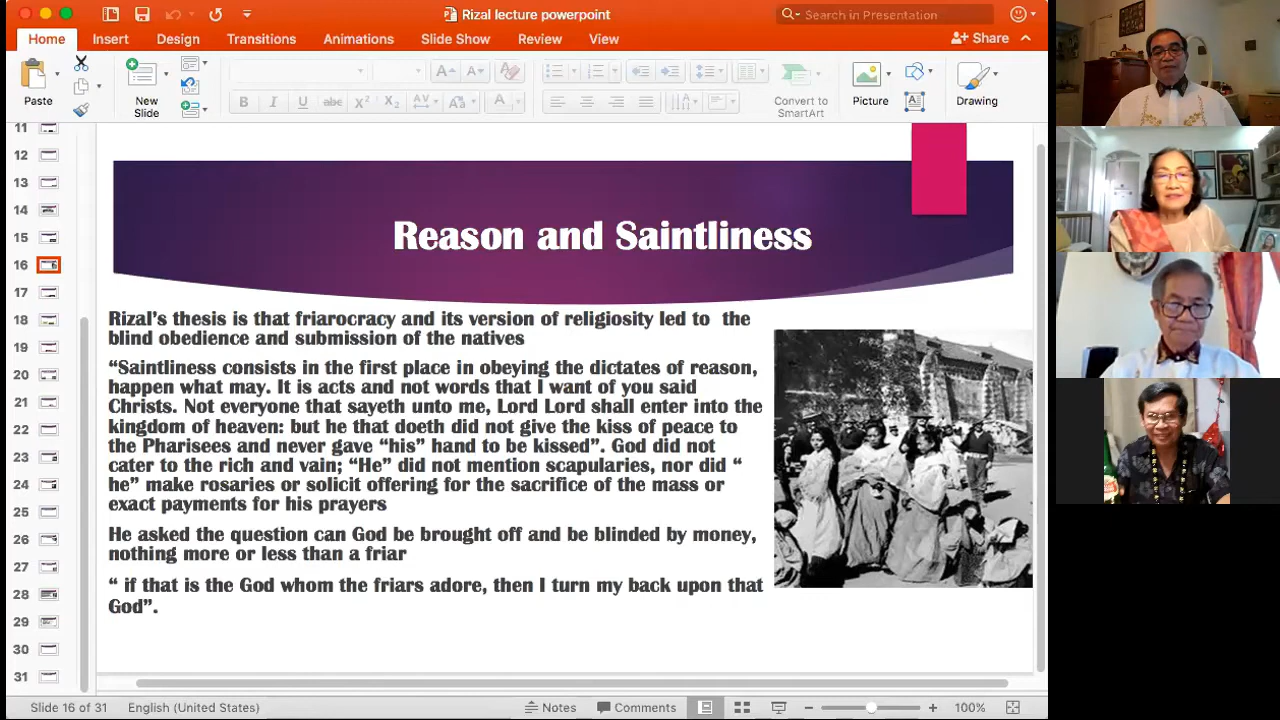 Rizal lecture powerpoint
Search in Presentation
Home Insert Design Transitions Animations Slide Show Review View
Share
Paste
New
Slide
Convert to
SmartArt
Picture
Drawing
B I U abc X² X₂ AV A
11
12
13
14
15
16
17
18
19
20
21
22
23
24
25
26
27
28
29
30
31
Reason and Saintliness
Rizal’s thesis is that friarocracy and its version of religiosity led to the
blind obedience and submission of the natives
“Saintliness consists in the first place in obeying the dictates of reason,
happen what may. It is acts and not words that I want of you said
Christs. Not everyone that sayeth unto me, Lord Lord shall enter into the
kingdom of heaven: but he that doeth did not give the kiss of peace to
the Pharisees and never gave “his” hand to be kissed”. God did not
cater to the rich and vain; “He” did not mention scapularies, nor did “
he” make rosaries or solicit offering for the sacrifice of the mass or
exact payments for his prayers
He asked the question can God be brought off and be blinded by money,
nothing more or less than a friar
“ if that is the God whom the friars adore, then I turn my back upon that
God”.
Slide 16 of 31 English (United States) Notes Comments 100%